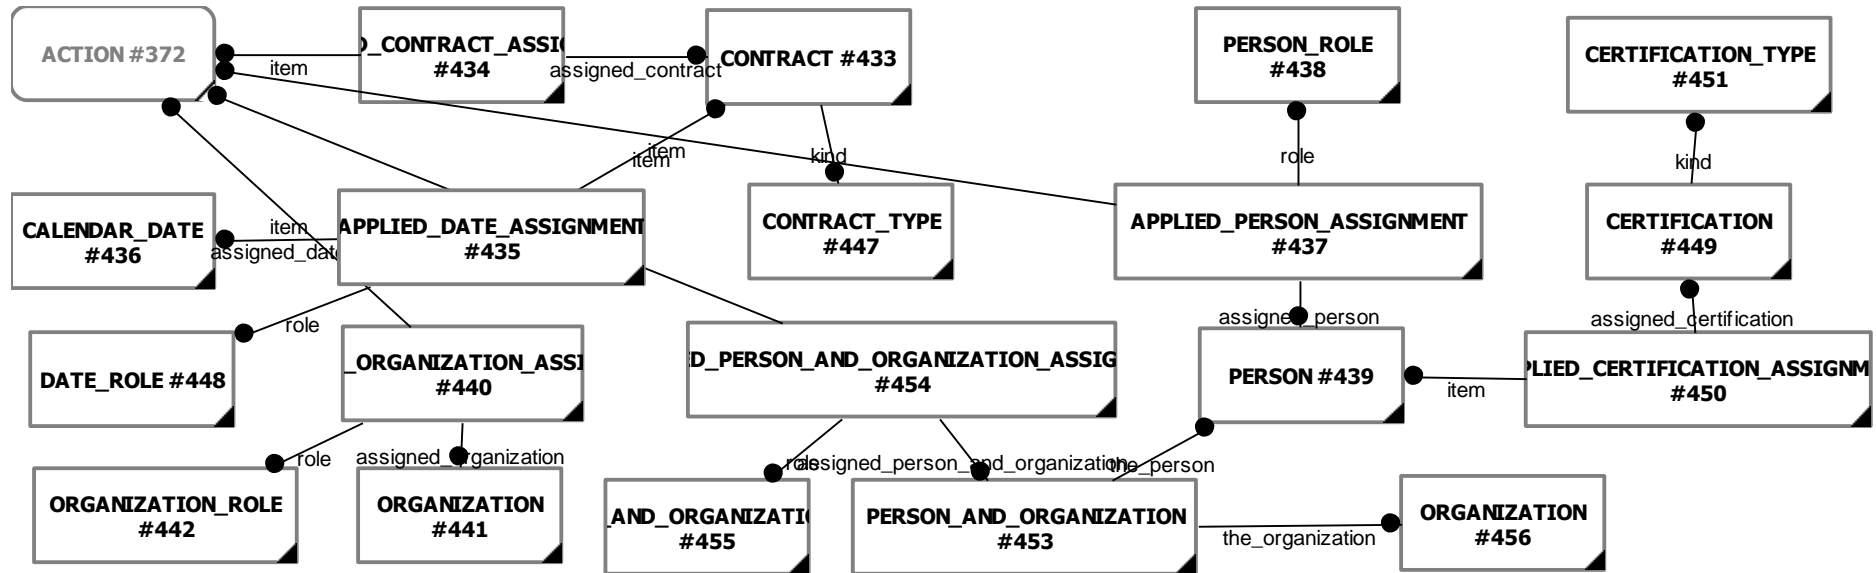 ACTION #372
D_CONTRACT_ASSI
#434
CONTRACT #433
PERSON_ROLE
#438
CERTIFICATION_TYPE
#451
item
assigned_contract
item
item
kind
role
kind
CALENDAR_DATE
#436
item
assigned_date
APPLIED_DATE_ASSIGNMENT
#435
CONTRACT_TYPE
#447
APPLIED_PERSON_ASSIGNMENT
#437
CERTIFICATION
#449
role
assigned_person
assigned_certification
DATE_ROLE #448
_ORGANIZATION_ASSI
#440
ED_PERSON_AND_ORGANIZATION_ASSIG
#454
PERSON #439
item
PLIED_CERTIFICATION_ASSIGNM
#450
role
assigned_organization
role
assigned_person_and_organization
the_person
ORGANIZATION_ROLE
#442
ORGANIZATION
#441
_AND_ORGANIZATI
#455
PERSON_AND_ORGANIZATION
#453
the_organization
ORGANIZATION
#456